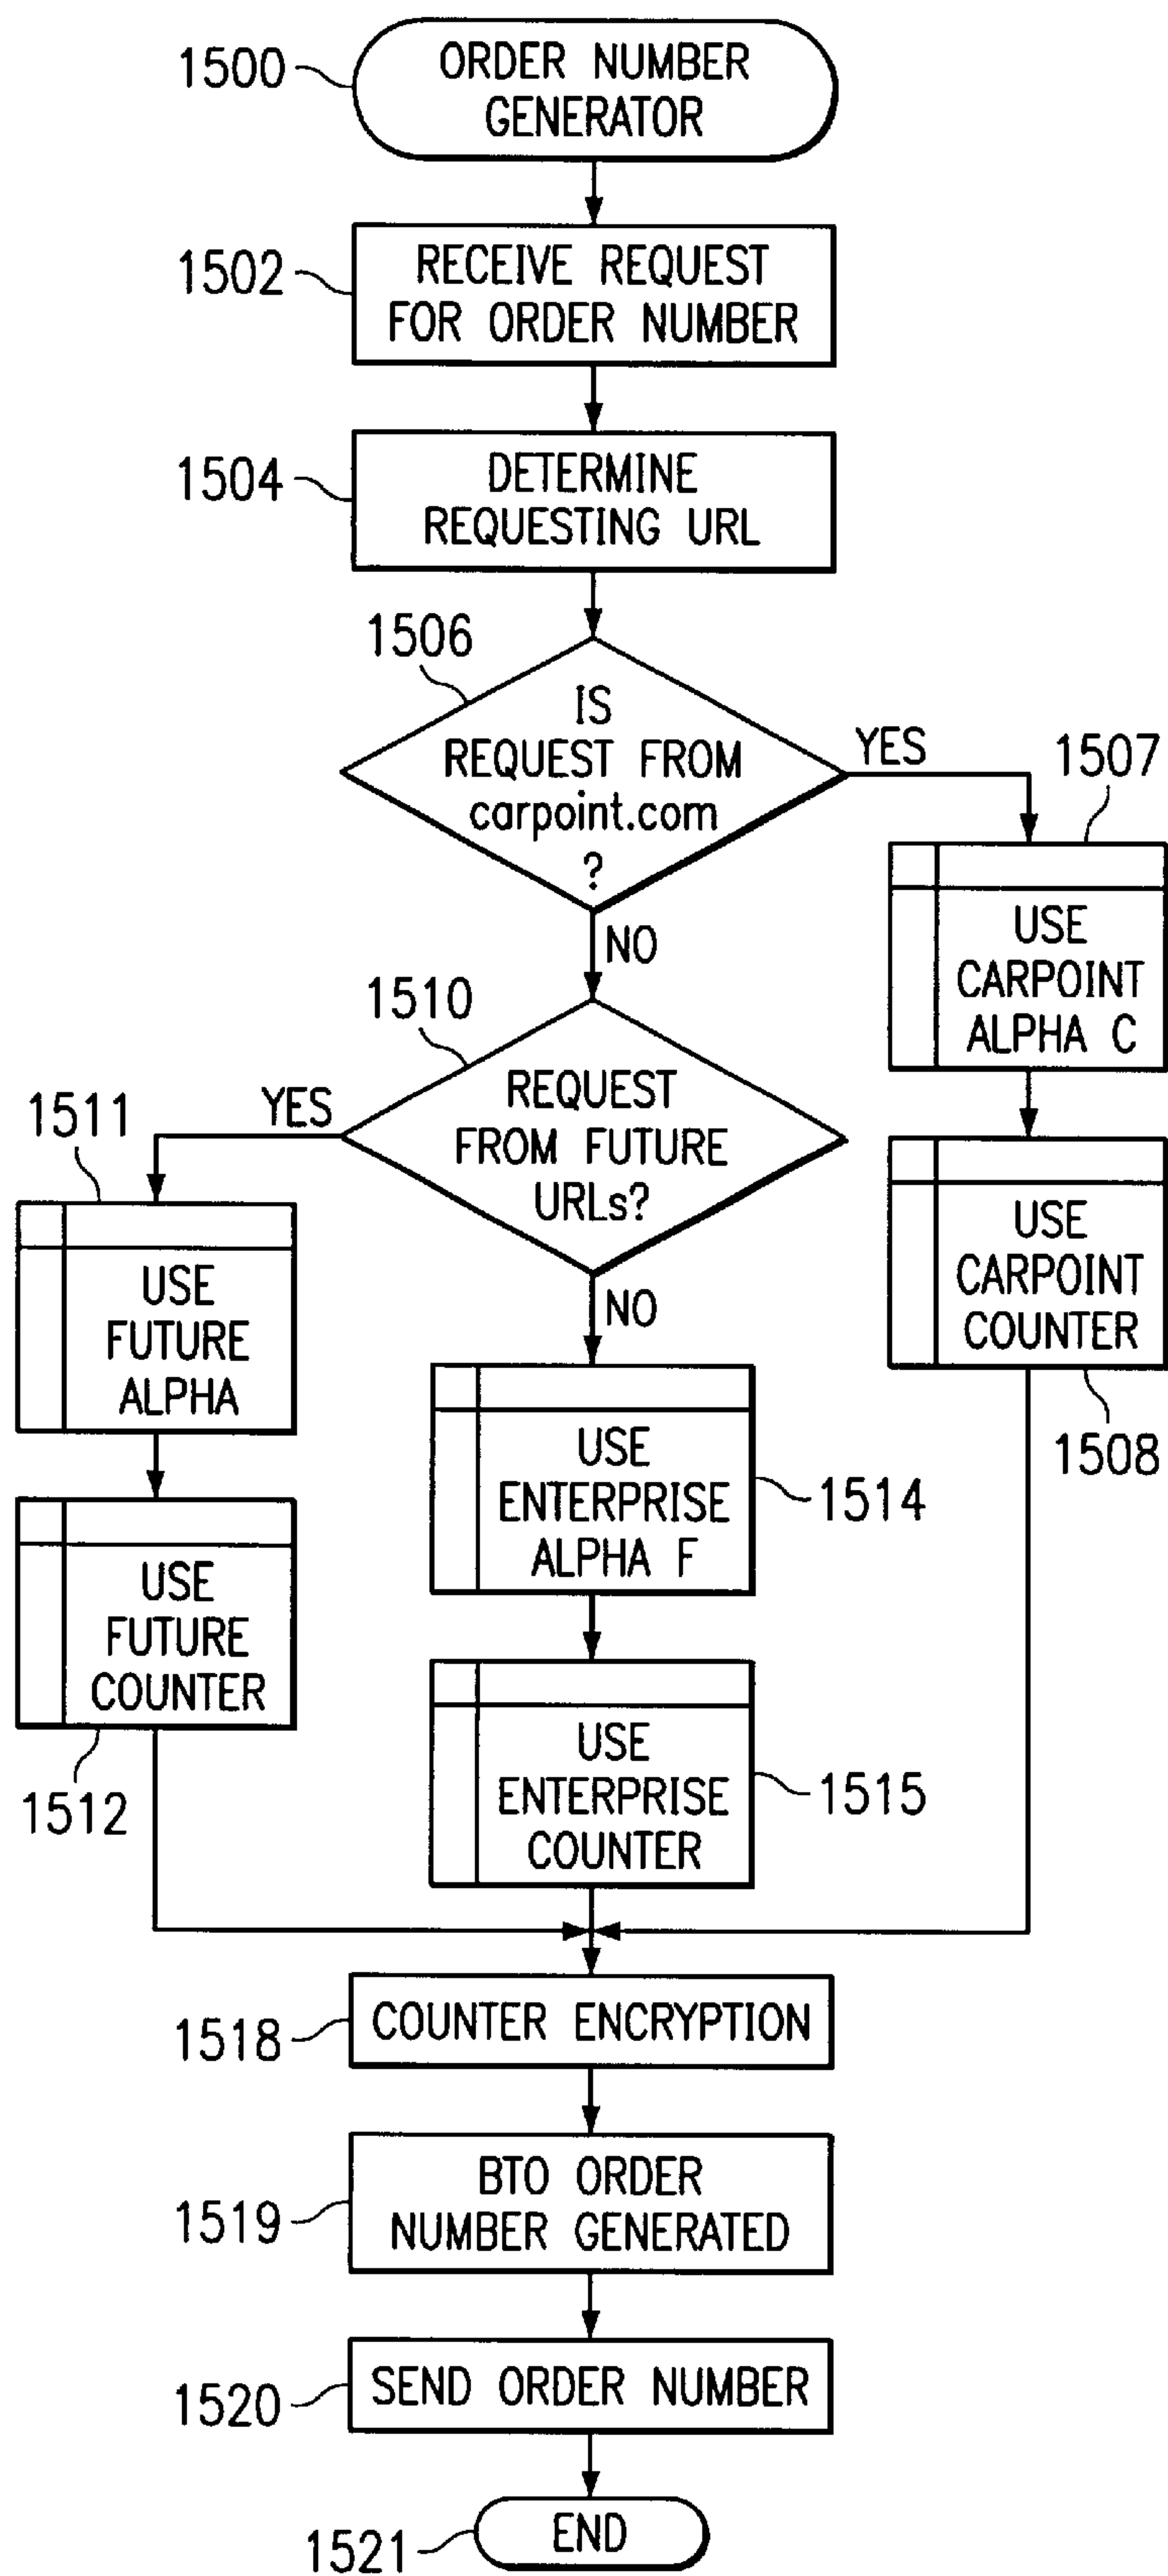 1500
ORDER NUMBER
GENERATOR
1502
RECEIVE REQUEST
FOR ORDER NUMBER
1504
DETERMINE
REQUESTING URL
1506
IS
REQUEST FROM
carpoint.com
?
YES
1507
USE
CARPOINT
ALPHA C
NO
1510
REQUEST
FROM FUTURE
URLs?
YES
1511
USE
FUTURE
ALPHA
USE
CARPOINT
COUNTER
1508
NO
USE
ENTERPRISE
ALPHA F
1514
USE
FUTURE
COUNTER
1512
USE
ENTERPRISE
COUNTER
1515
1518
COUNTER ENCRYPTION
1519
BTO ORDER
NUMBER GENERATED
1520
SEND ORDER NUMBER
1521
END